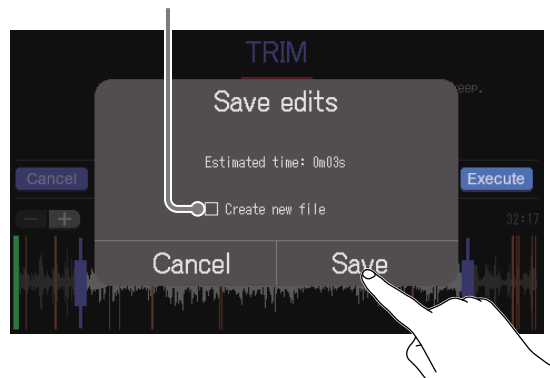 TRIM
eep.
Save edits
Estimated time: 0m03s
Cancel
Execute
Create new file
− +
32:17
Cancel
Save